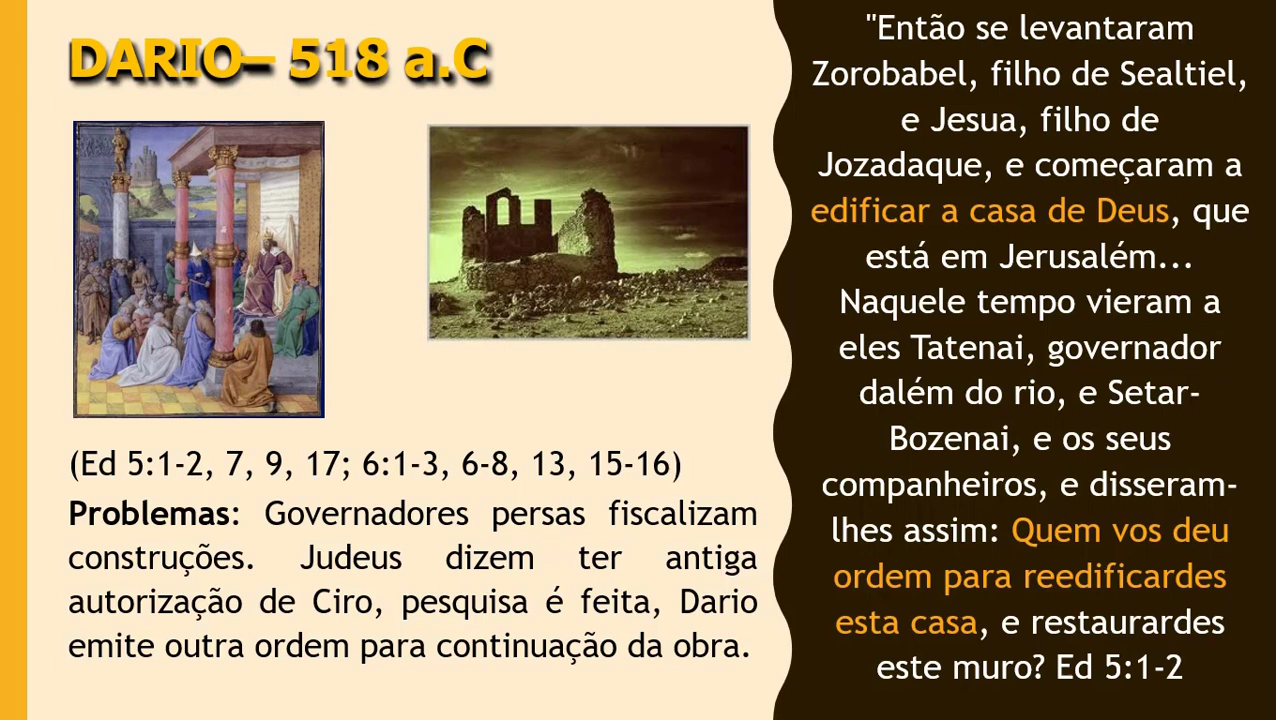 DARIO– 518 a.C
(Ed 5:1-2, 7, 9, 17; 6:1-3, 6-8, 13, 15-16)
Problemas: Governadores persas fiscalizam
construções. Judeus dizem ter antiga
autorização de Ciro, pesquisa é feita, Dario
emite outra ordem para continuação da obra.
"Então se levantaram
Zorobabel, filho de Sealtiel,
e Jesua, filho de
Jozadaque, e começaram a
edificar a casa de Deus, que
está em Jerusalém...
Naquele tempo vieram a
eles Tatenai, governador
dalém do rio, e Setar-
Bozenai, e os seus
companheiros, e disseram-
lhes assim: Quem vos deu
ordem para reedificardes
esta casa, e restaurardes
este muro? Ed 5:1-2